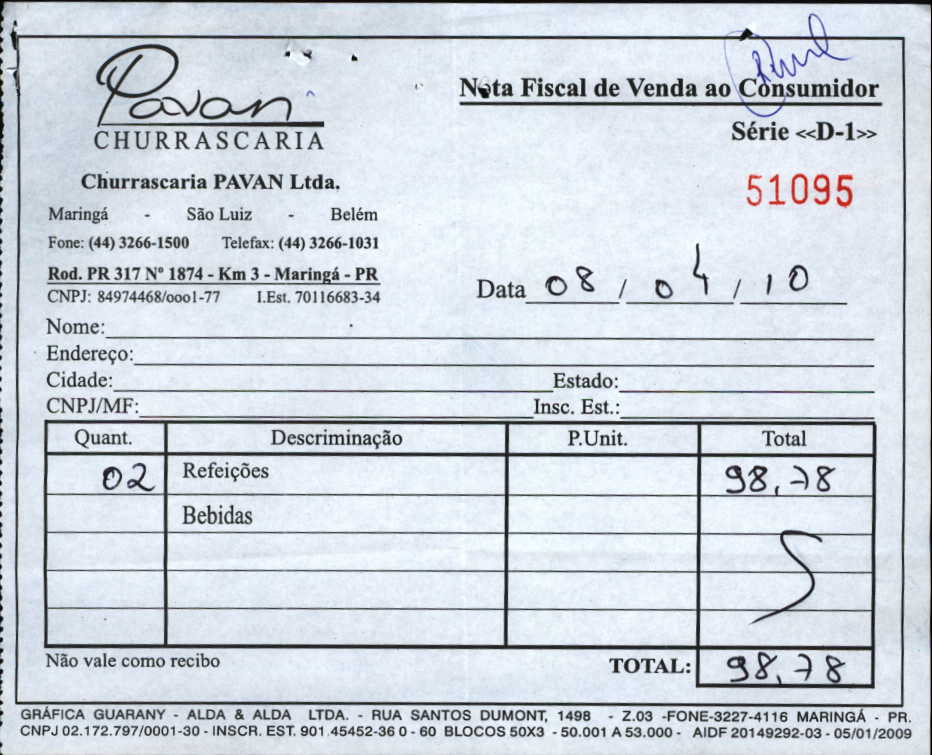 Pavan
CHURRASCARIA
Nota Fiscal de Venda ao Consumidor
Série «D-1»
51095
Churrascaria PAVAN Ltda.
Maringá - São Luiz - Belém
Fone: (44) 3266-1500 Telefax: (44) 3266-1031
Rod. PR 317 Nº 1874 - Km 3 - Maringá - PR
CNPJ: 84974468/ooo1-77 I.Est. 70116683-34
Data 08 / 04 / 10
Nome:
Endereço:
Cidade: Estado:
CNPJ/MF: Insc. Est.:
Quant. Descriminação P.Unit. Total
02 Refeições 98,78
Bebidas
Não vale como recibo TOTAL: 98,78
GRÁFICA GUARANY - ALDA & ALDA LTDA. - RUA SANTOS DUMONT, 1498 - Z.03 -FONE-3227-4116 MARINGÁ - PR.
CNPJ 02.172.797/0001-30 - INSCR. EST. 901 45452-36 0 - 60 BLOCOS 50X3 - 50.001 A 53.000 - AIDF 20149292-03 - 05/01/2009